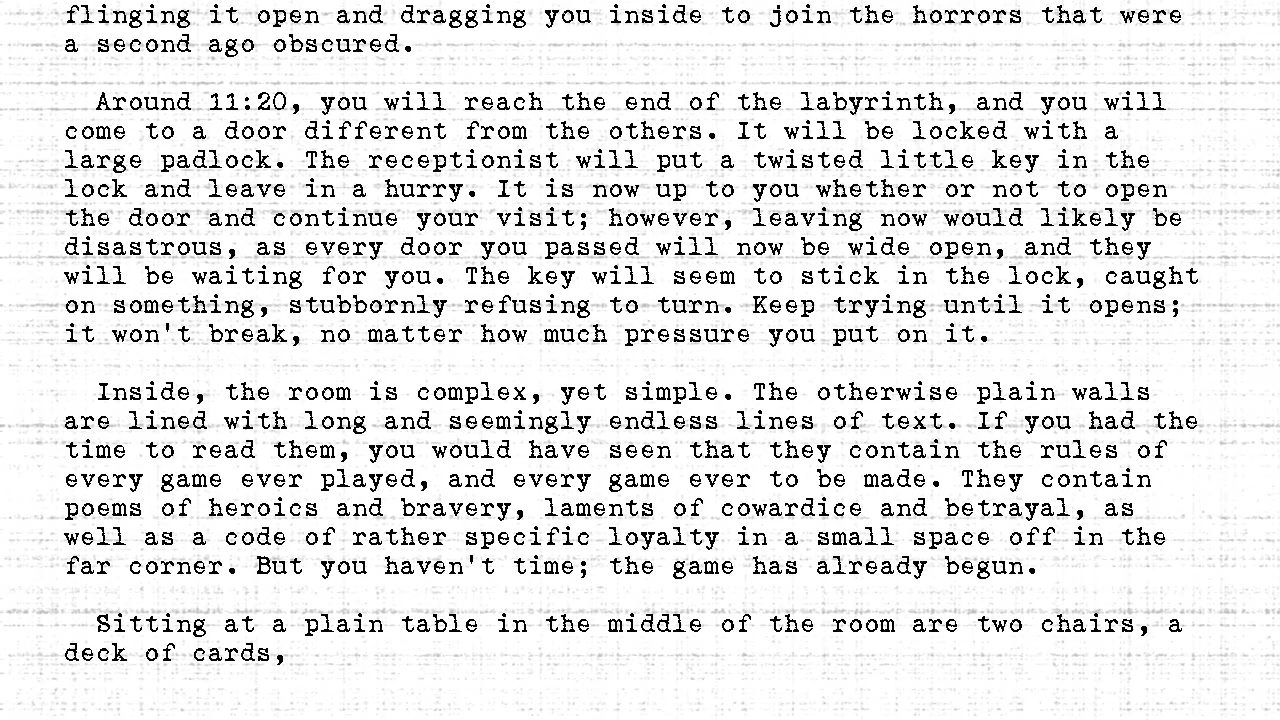 flinging it open and dragging you inside to join the horrors that were
a second ago obscured.
Around 11:20, you will reach the end of the labyrinth, and you will
come to a door different from the others. It will be locked with a
large padlock. The receptionist will put a twisted little key in the
lock and leave in a hurry. It is now up to you whether or not to open
the door and continue your visit; however, leaving now would likely be
disastrous, as every door you passed will now be wide open, and they
will be waiting for you. The key will seem to stick in the lock, caught
on something, stubbornly refusing to turn. Keep trying until it opens;
it won't break, no matter how much pressure you put on it.
Inside, the room is complex, yet simple. The otherwise plain walls
are lined with long and seemingly endless lines of text. If you had the
time to read them, you would have seen that they contain the rules of
every game ever played, and every game ever to be made. They contain
poems of heroics and bravery, laments of cowardice and betrayal, as
well as a code of rather specific loyalty in a small space off in the
far corner. But you haven't time; the game has already begun.
Sitting at a plain table in the middle of the room are two chairs, a
deck of cards,